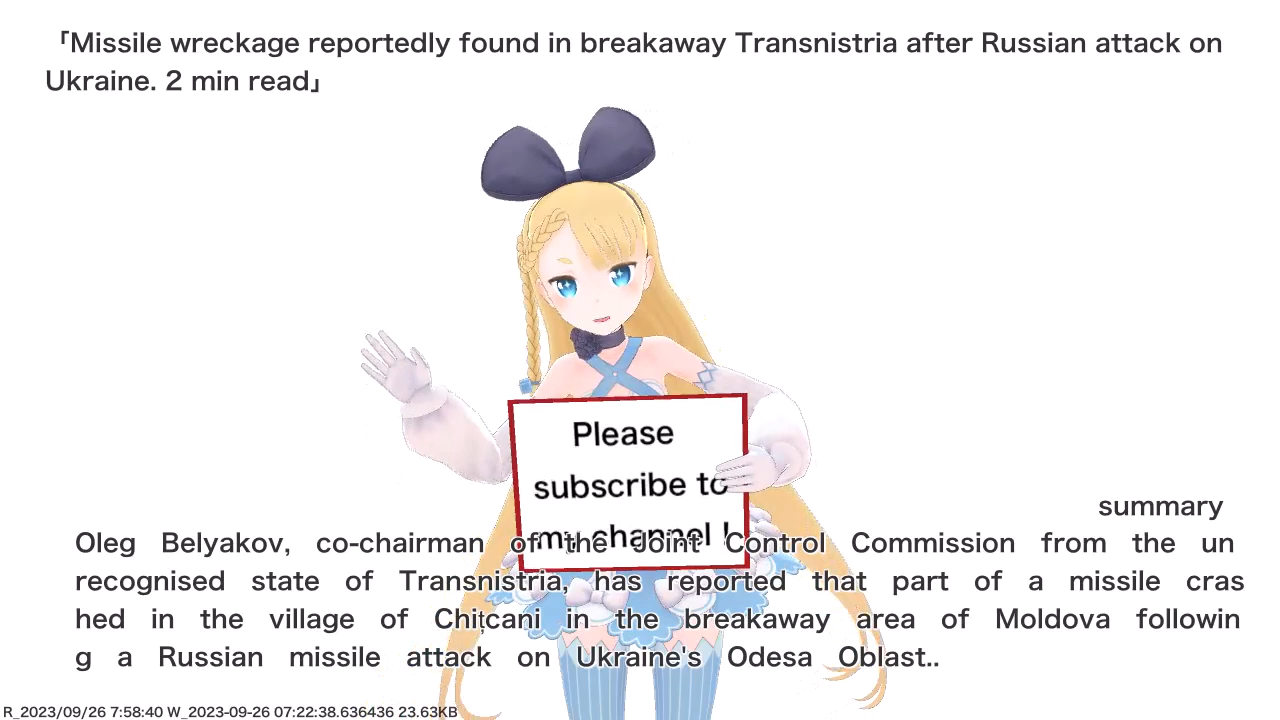 「Missile wreckage reportedly found in breakaway Transnistria after Russian attack on
Ukraine. 2 min read」
Please
subscribe to
my channel !
summary
Oleg Belyakov, co-chairman of the Joint Control Commission from the un
recognised state of Transnistria, has reported that part of a missile cras
hed in the village of Chițcani in the breakaway area of Moldova followin
g a Russian missile attack on Ukraine's Odesa Oblast..
R_2023/09/26 7:58:40 W_2023-09-26 07:22:38.636436 23.63KB